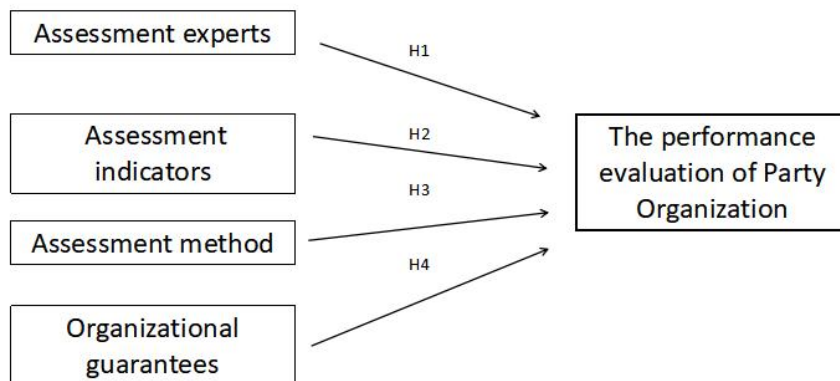 Assessment experts
H1
Assessment
indicators
H2
The performance
evaluation of Party
Organization
H3
Assessment method
H4
Organizational
guarantees